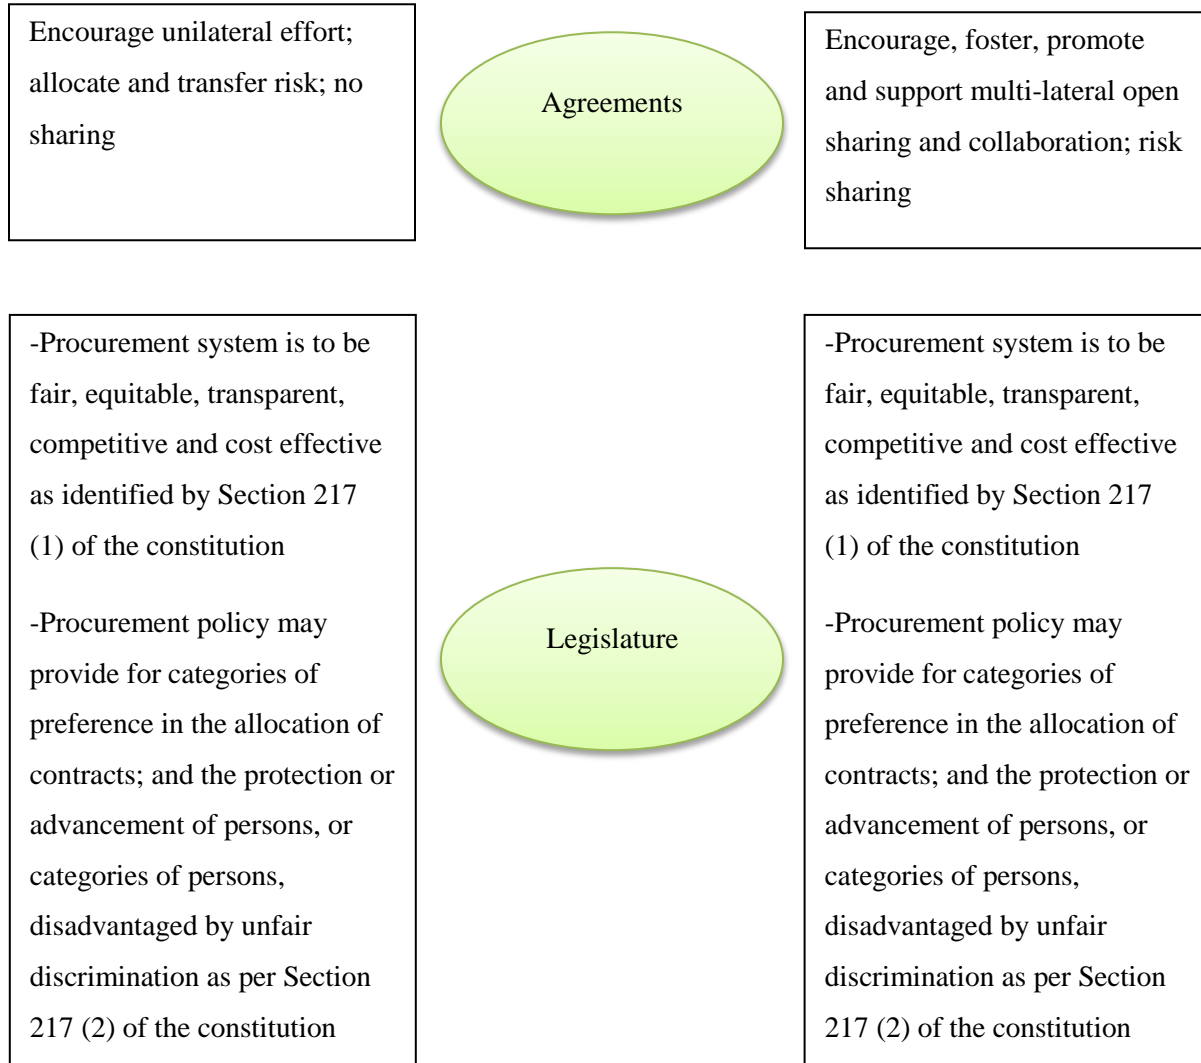 Encourage unilateral effort;
allocate and transfer risk; no
sharing
Agreements
Encourage, foster, promote
and support multi-lateral open
sharing and collaboration; risk
sharing
-Procurement system is to be
fair, equitable, transparent,
competitive and cost effective
as identified by Section 217
(1) of the constitution
-Procurement policy may
provide for categories of
preference in the allocation of
contracts; and the protection or
advancement of persons, or
categories of persons,
disadvantaged by unfair
discrimination as per Section
217 (2) of the constitution
Legislature
-Procurement system is to be
fair, equitable, transparent,
competitive and cost effective
as identified by Section 217
(1) of the constitution
-Procurement policy may
provide for categories of
preference in the allocation of
contracts; and the protection or
advancement of persons, or
categories of persons,
disadvantaged by unfair
discrimination as per Section
217 (2) of the constitution